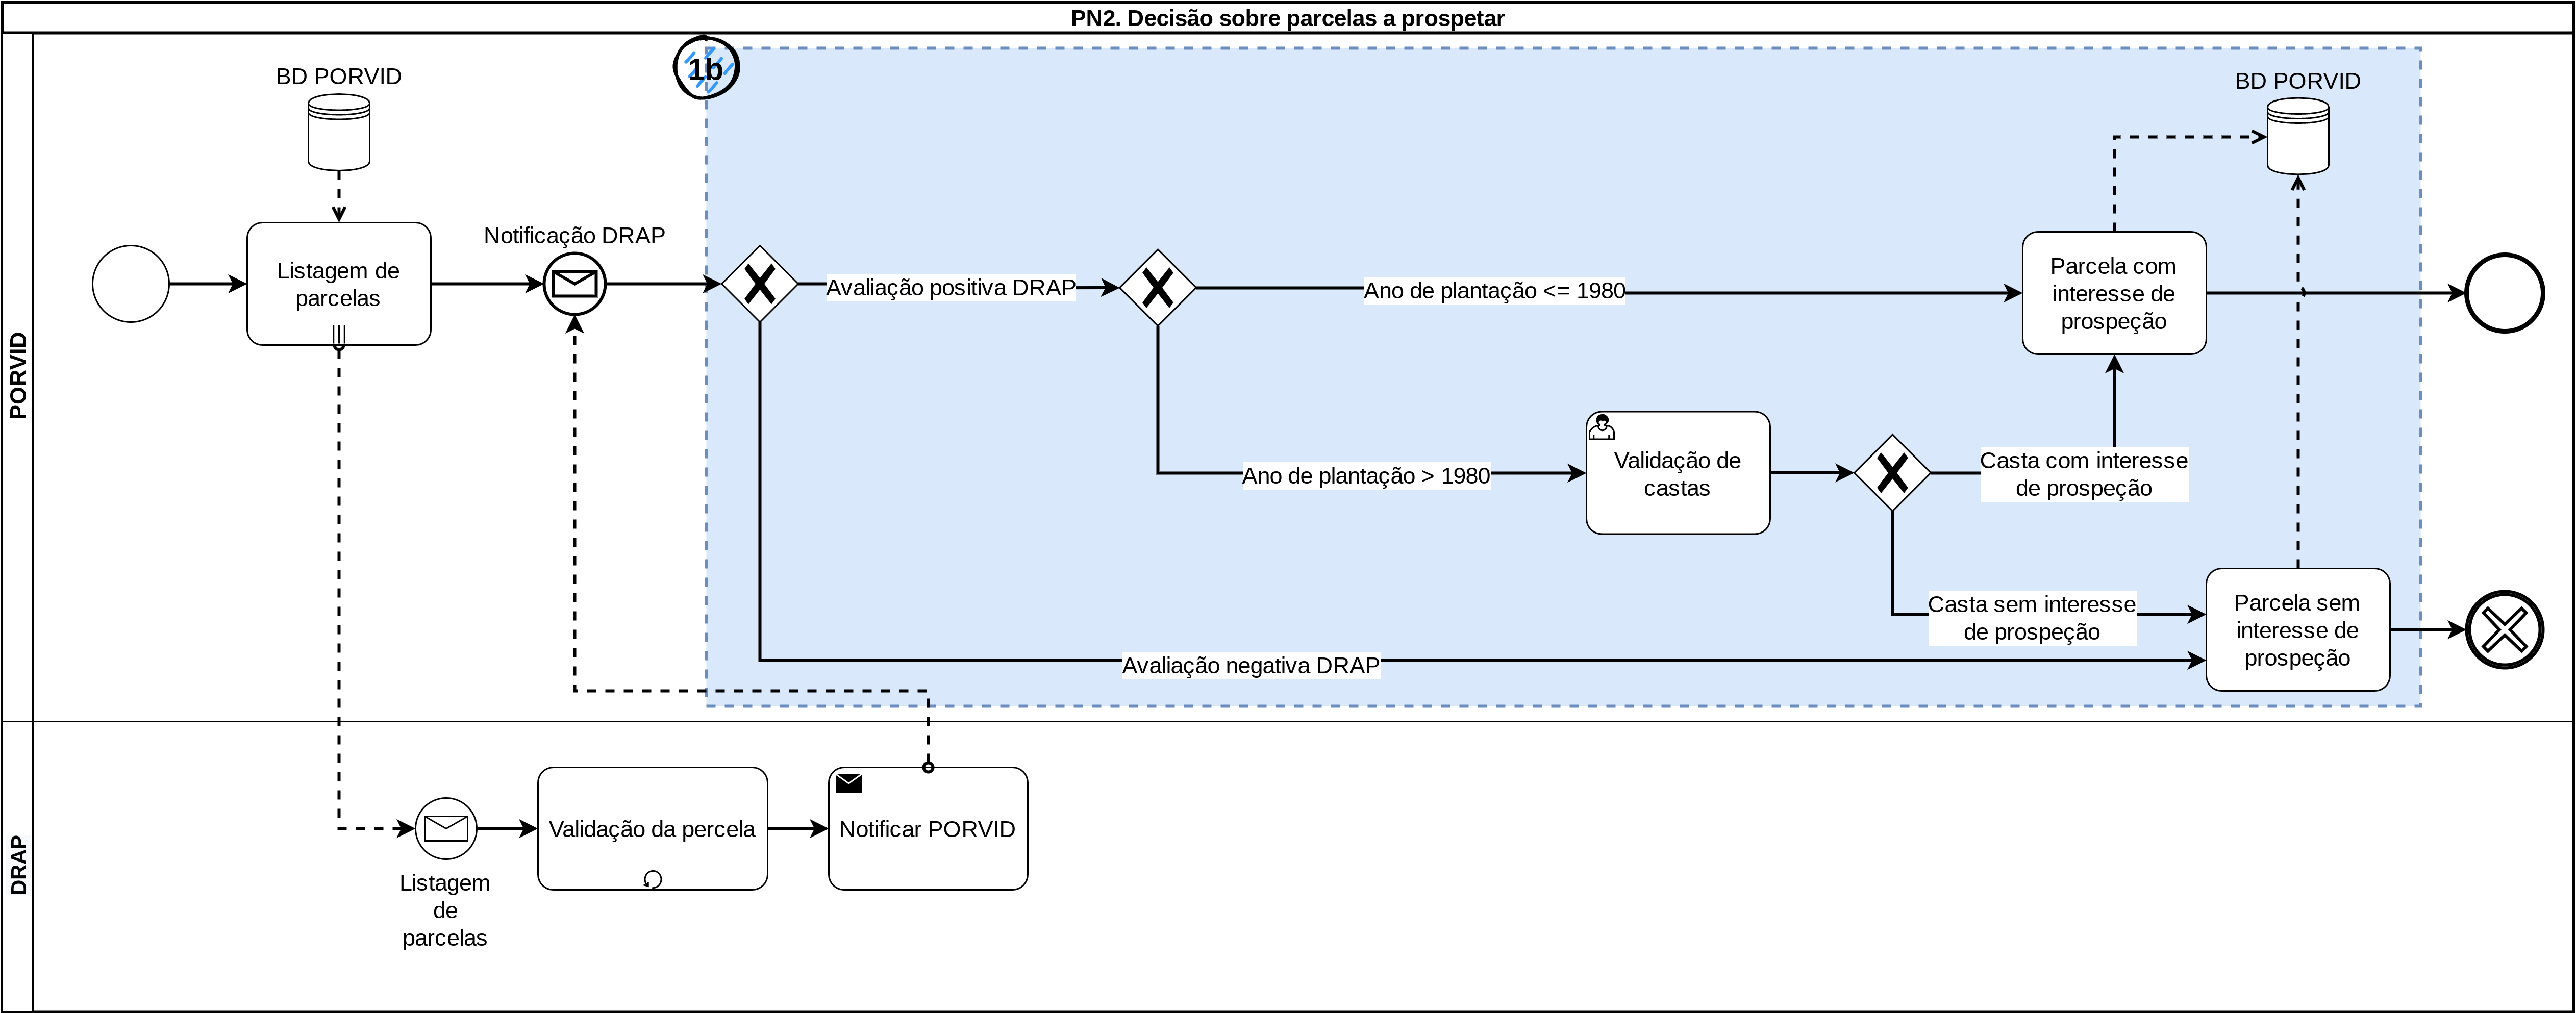 PN2. Decisão sobre parcelas a prospetar
PORVID
BD PORVID
1b
BD PORVID
Notificação DRAP
Listagem de
parcelas
Avaliação positiva DRAP
Ano de plantação <= 1980
Parcela com
interesse de
prospeção
Ano de plantação > 1980
Validação de
castas
Casta com interesse
de prospeção
Casta sem interesse
de prospeção
Parcela sem
interesse de
prospeção
Avaliação negativa DRAP
DRAP
Validação da percela
Notificar PORVID
Listagem
de
parcelas